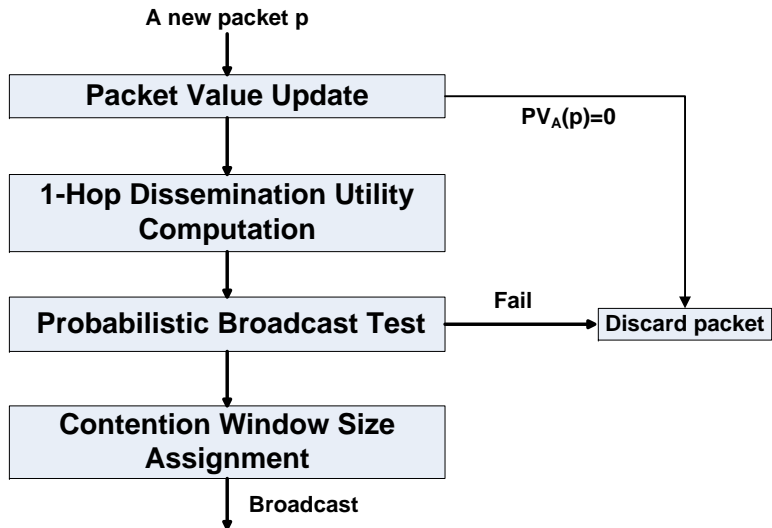 A new packet p
Packet Value Update
PVA(p)=0
1-Hop Dissemination Utility
Computation
Fail
Probabilistic Broadcast Test
Discard packet
Contention Window Size
Assignment
Broadcast